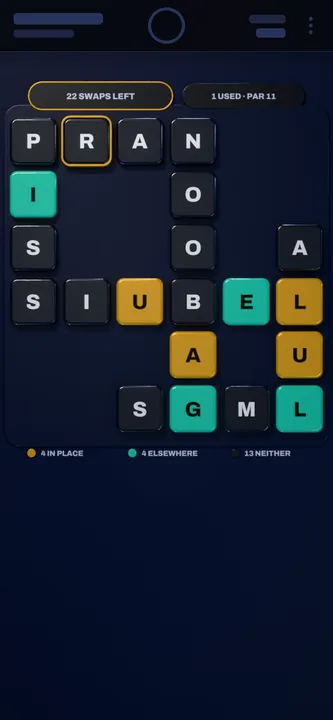 22 SWAPS LEFT
1 USED · PAR 11
P R A N
I O
S O A
S I U B E L
A U
S G M L
4 IN PLACE
4 ELSEWHERE
13 NEITHER